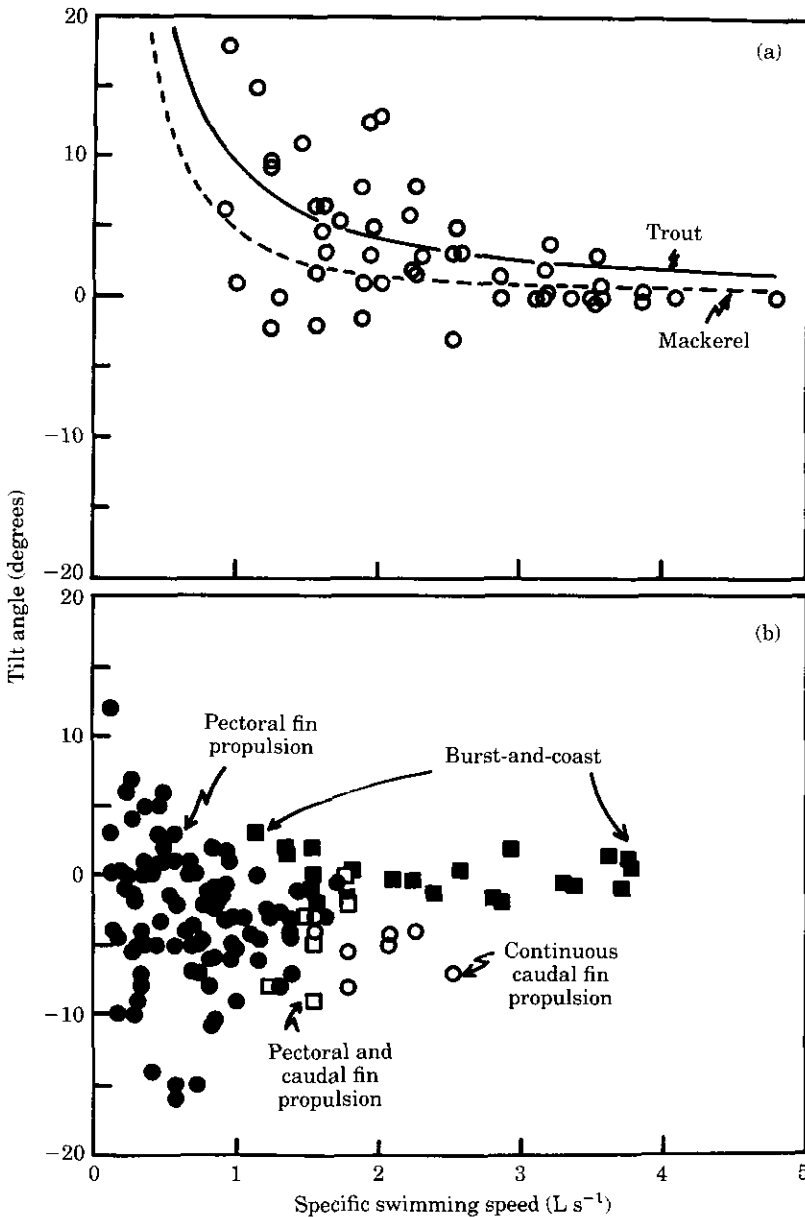 20
(a)
10
Trout
0
Mackerel
−10
−20
Tilt angle (degrees)
20
(b)
Pectoral fin
propulsion
10
Burst-and-coast
0
Continuous
caudal fin
propulsion
−10
Pectoral and
caudal fin
propulsion
−20
0 1 2 3 4 5
Specific swimming speed (L s⁻¹)